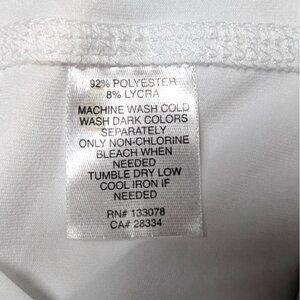 92% POLYESTER
8% LYCRA
MACHINE WASH COLD
WASH DARK COLORS
SEPARATELY
ONLY NON-CHLORINE
BLEACH WHEN
NEEDED
TUMBLE DRY LOW
COOL IRON IF
NEEDED
RN# 133078
CA# 28334